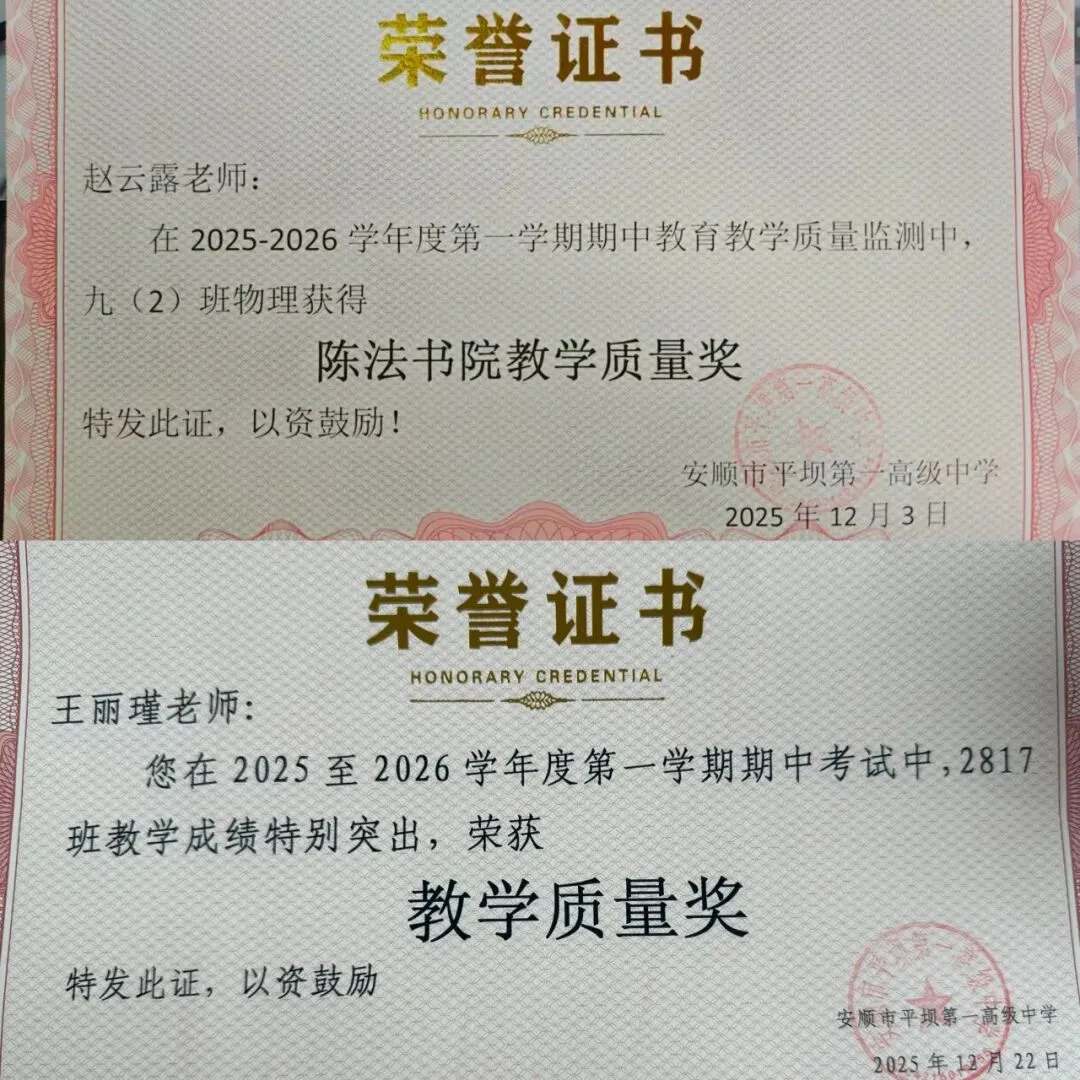 荣誉证书
HONORARY CREDENTIAL
赵云露老师：
在 2025-2026 学年度第一学期期中教育教学质量监测中，
九（2）班物理获得
陈法书院教学质量奖
特发此证，以资鼓励！
安顺市平坝第一高级中学
2025 年 12 月 3 日
荣誉证书
HONORARY CREDENTIAL
王丽瑾老师：
您在 2025 至 2026 学年度第一学期期中考试中，2817
班教学成绩特别突出，荣获
教学质量奖
特发此证，以资鼓励
安顺市平坝第一高级中学
2025 年 12 月 22 日